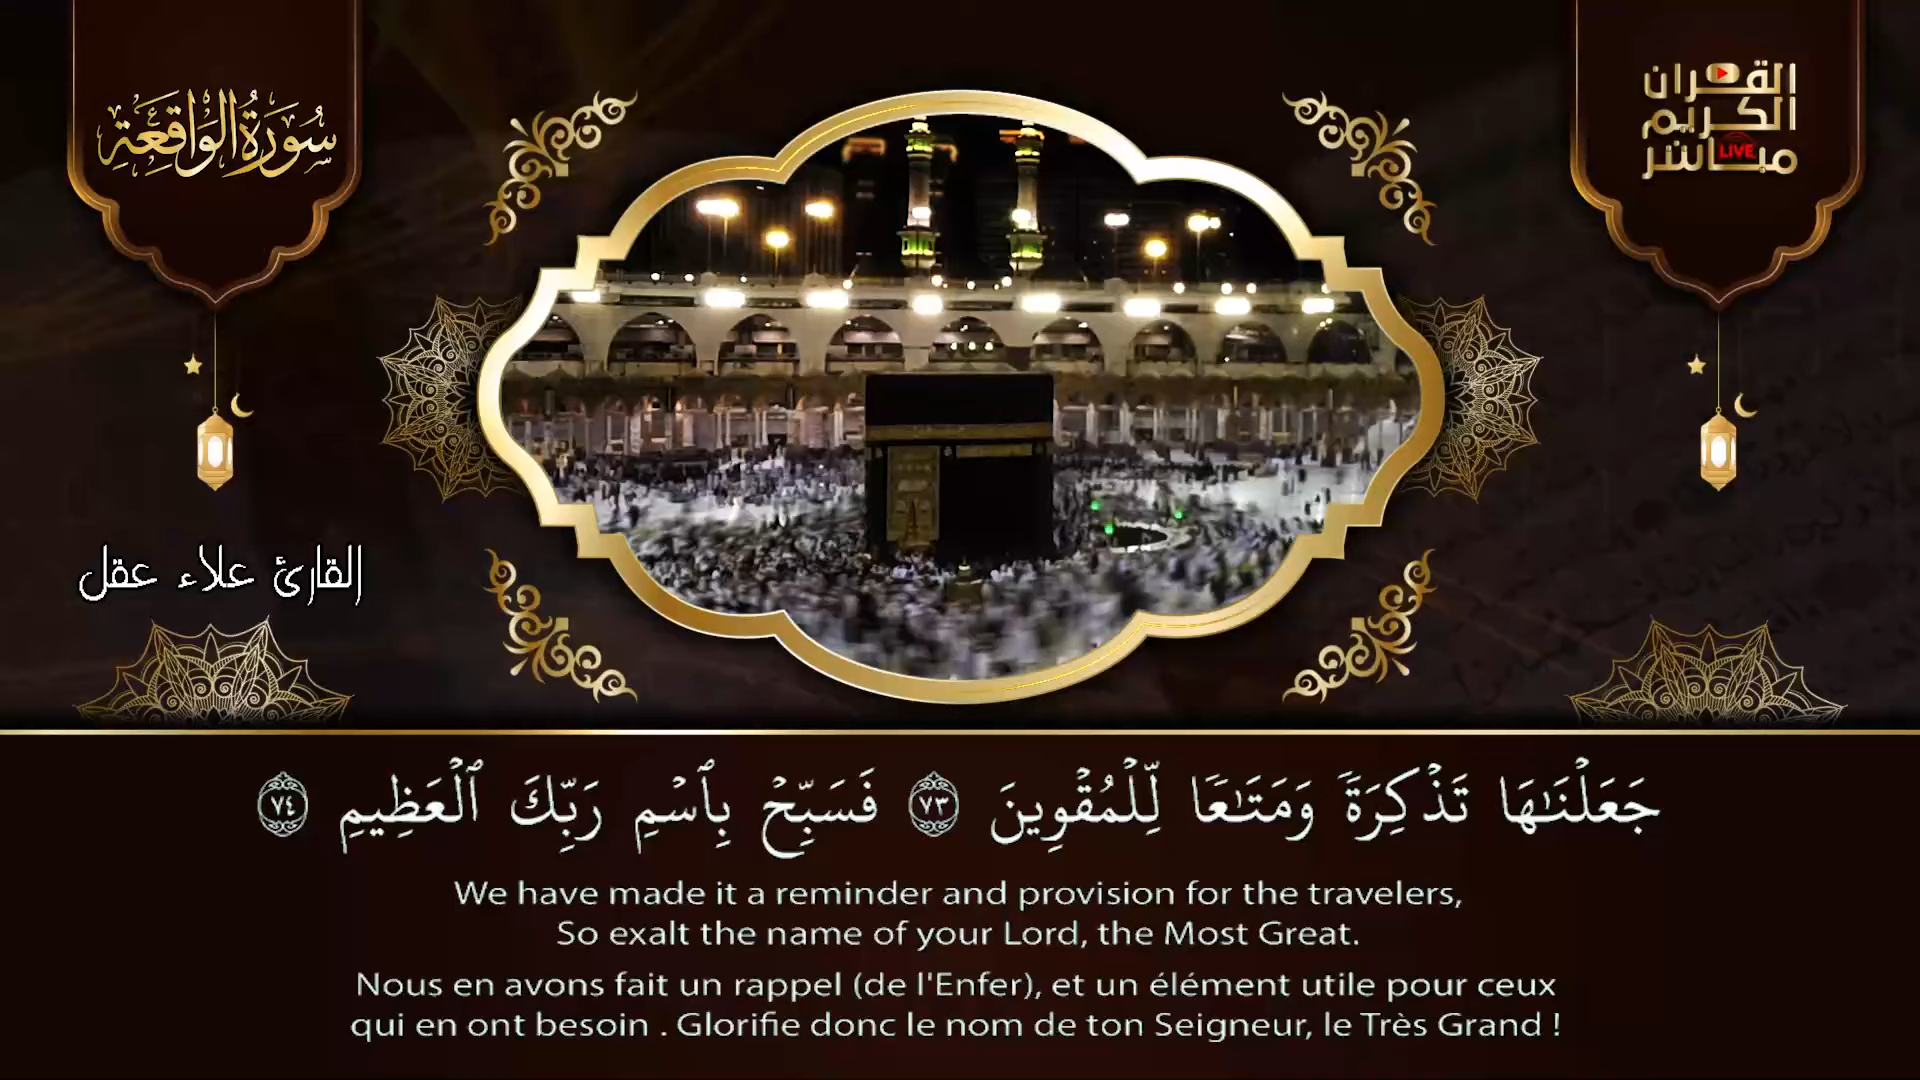 سُورَةُ الوَاقِعَةِ
القرآن
الكريم
مباشر
LIVE
القارئ علاء عقل
جَعَلْنَٰهَا تَذْكِرَةً وَمَتَٰعًا لِّلْمُقْوِينَ ٧٣ فَسَبِّحْ بِٱسْمِ رَبِّكَ ٱلْعَظِيمِ ٧٤
We have made it a reminder and provision for the travelers,
So exalt the name of your Lord, the Most Great.
Nous en avons fait un rappel (de l'Enfer), et un élément utile pour ceux
qui en ont besoin . Glorifie donc le nom de ton Seigneur, le Très Grand !